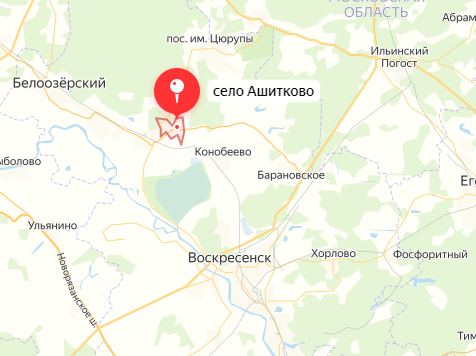 МОСКОВСКАЯ
ОБЛАСТЬ
Абрам
пос. им. Цюрупы
Ильинский
Погост
Белоозёрский
село Ашитково
Конобеево
ыболово
Барановское
Ег
Ульянино
Новорязанское ш.
Воскресенск
Хорлово
Фосфоритный
Тим